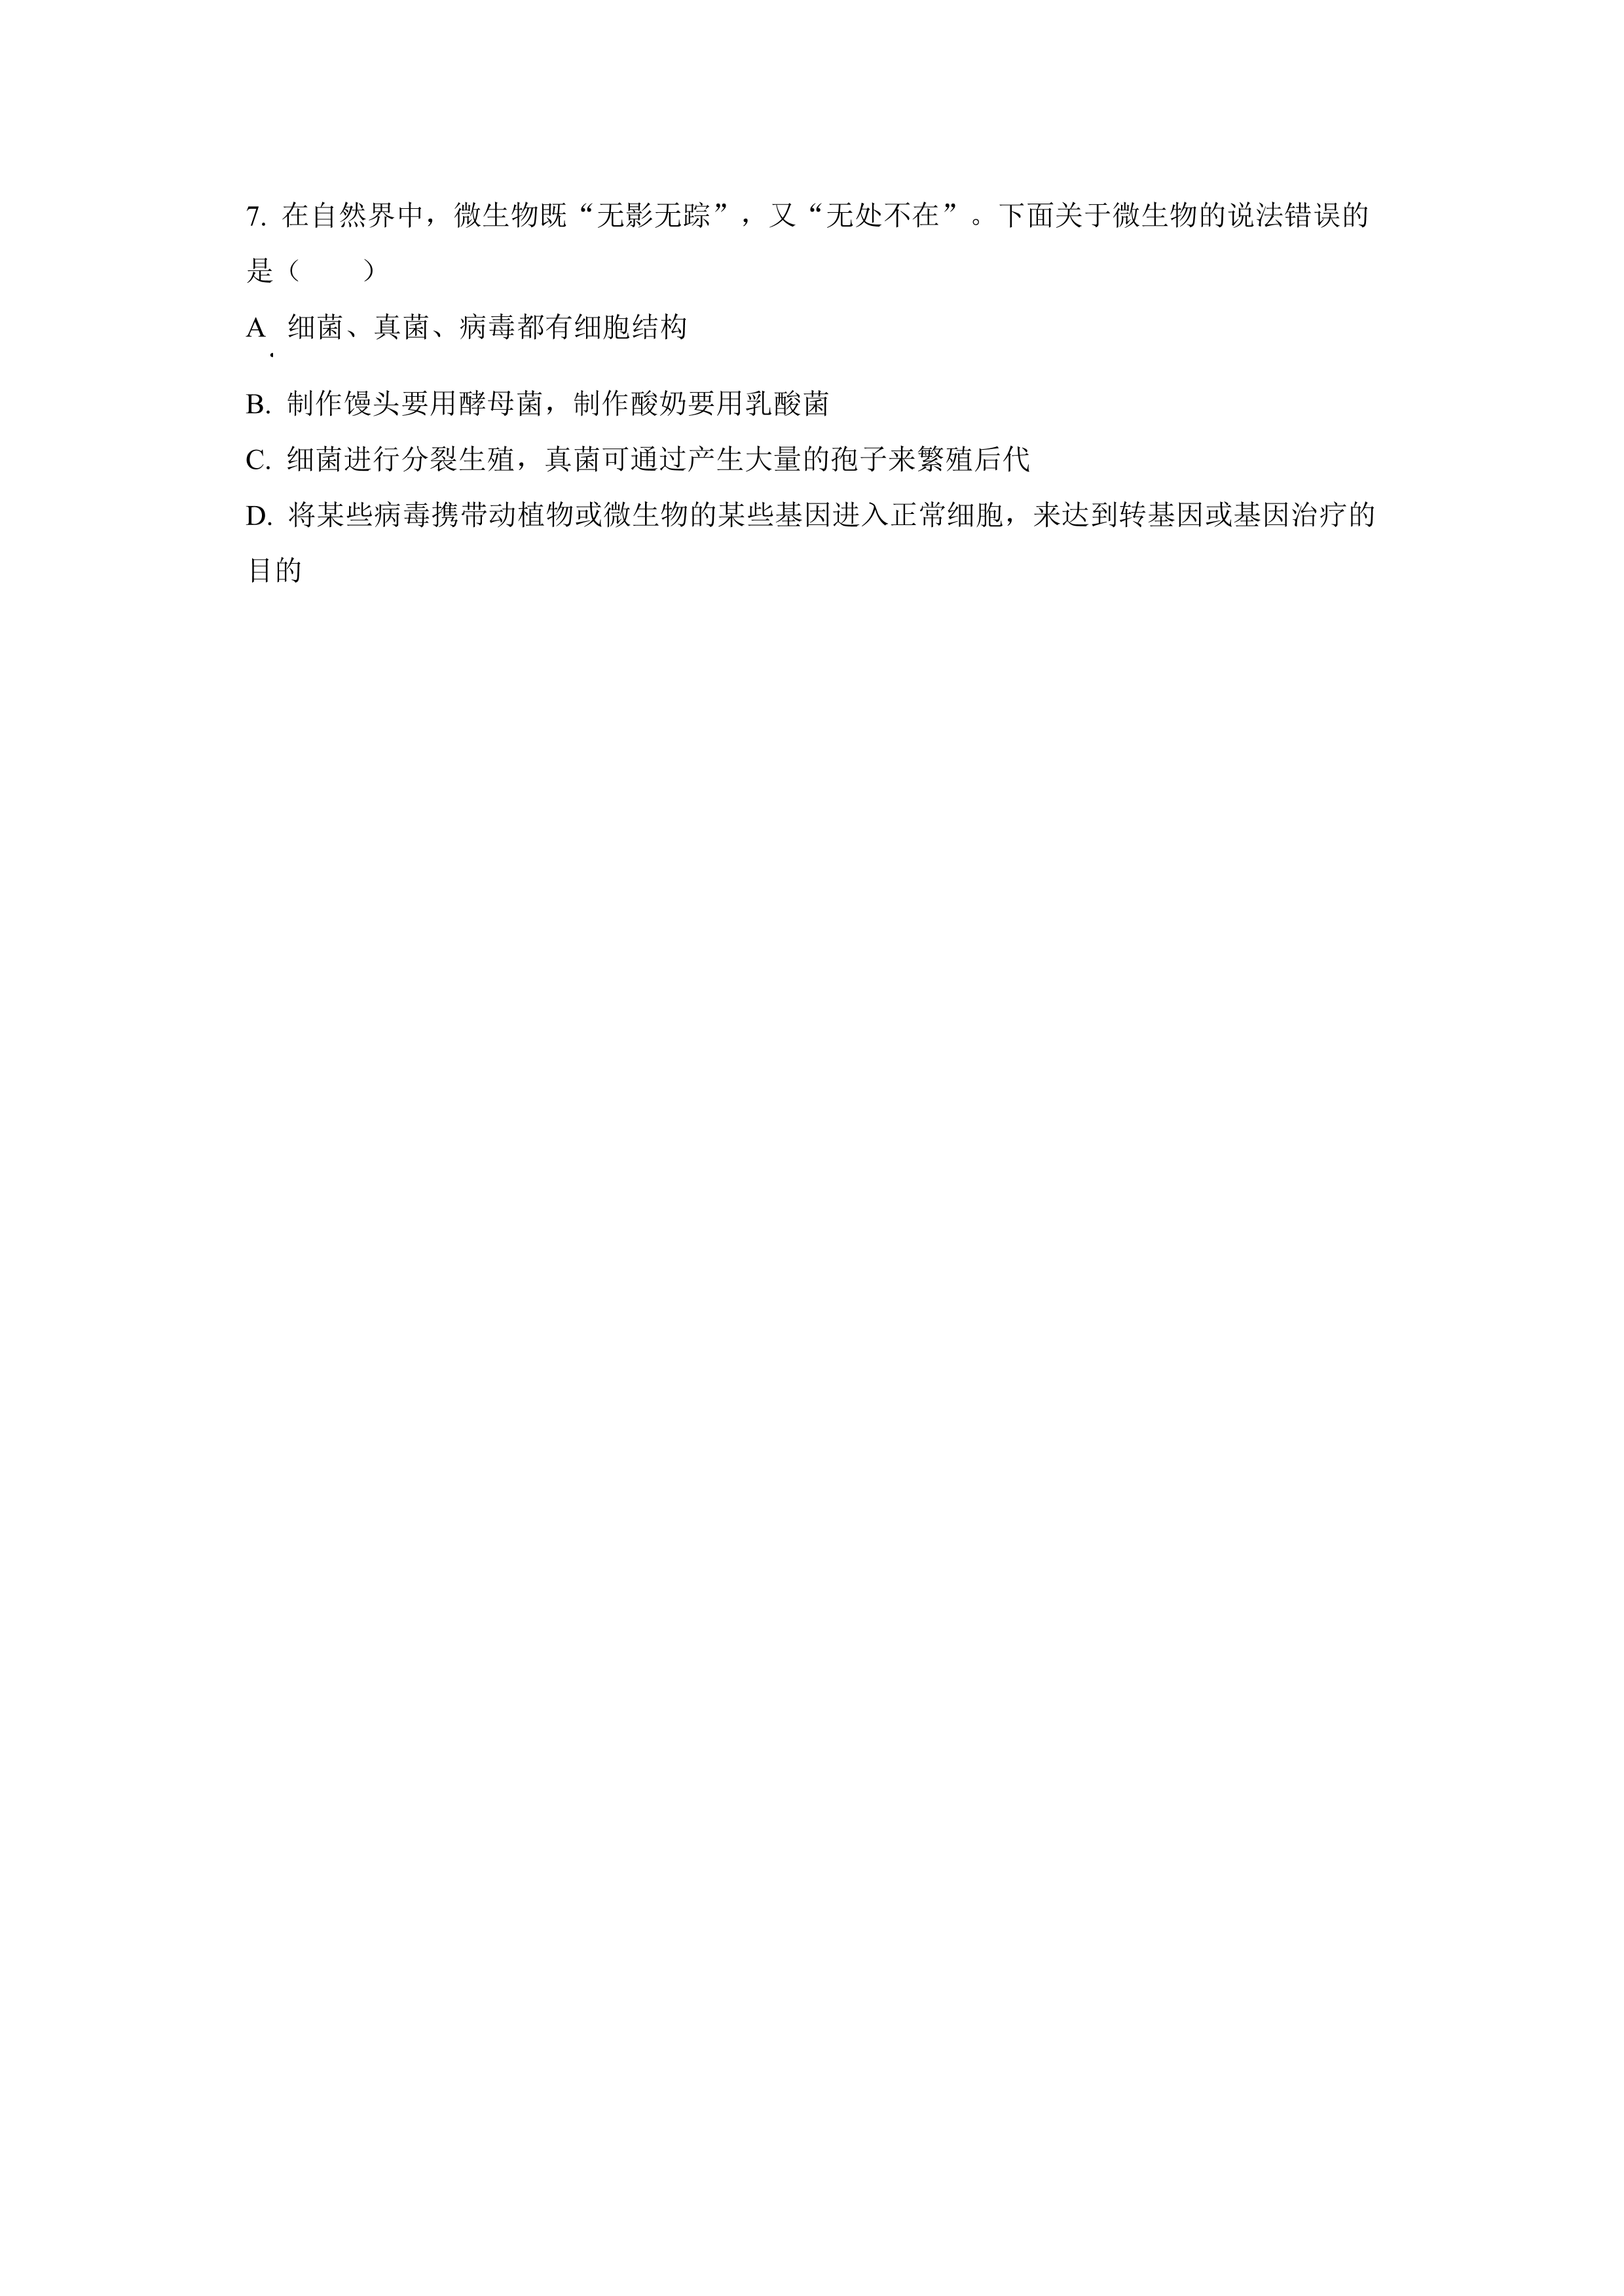 7. 在自然界中，微生物既“无影无踪”，又“无处不在”。下面关于微生物的说法错误的
是（　　）
A. 细菌、真菌、病毒都有细胞结构
B. 制作馒头要用酵母菌，制作酸奶要用乳酸菌
C. 细菌进行分裂生殖，真菌可通过产生大量的孢子来繁殖后代
D. 将某些病毒携带动植物或微生物的某些基因进入正常细胞，来达到转基因或基因治疗的
目的